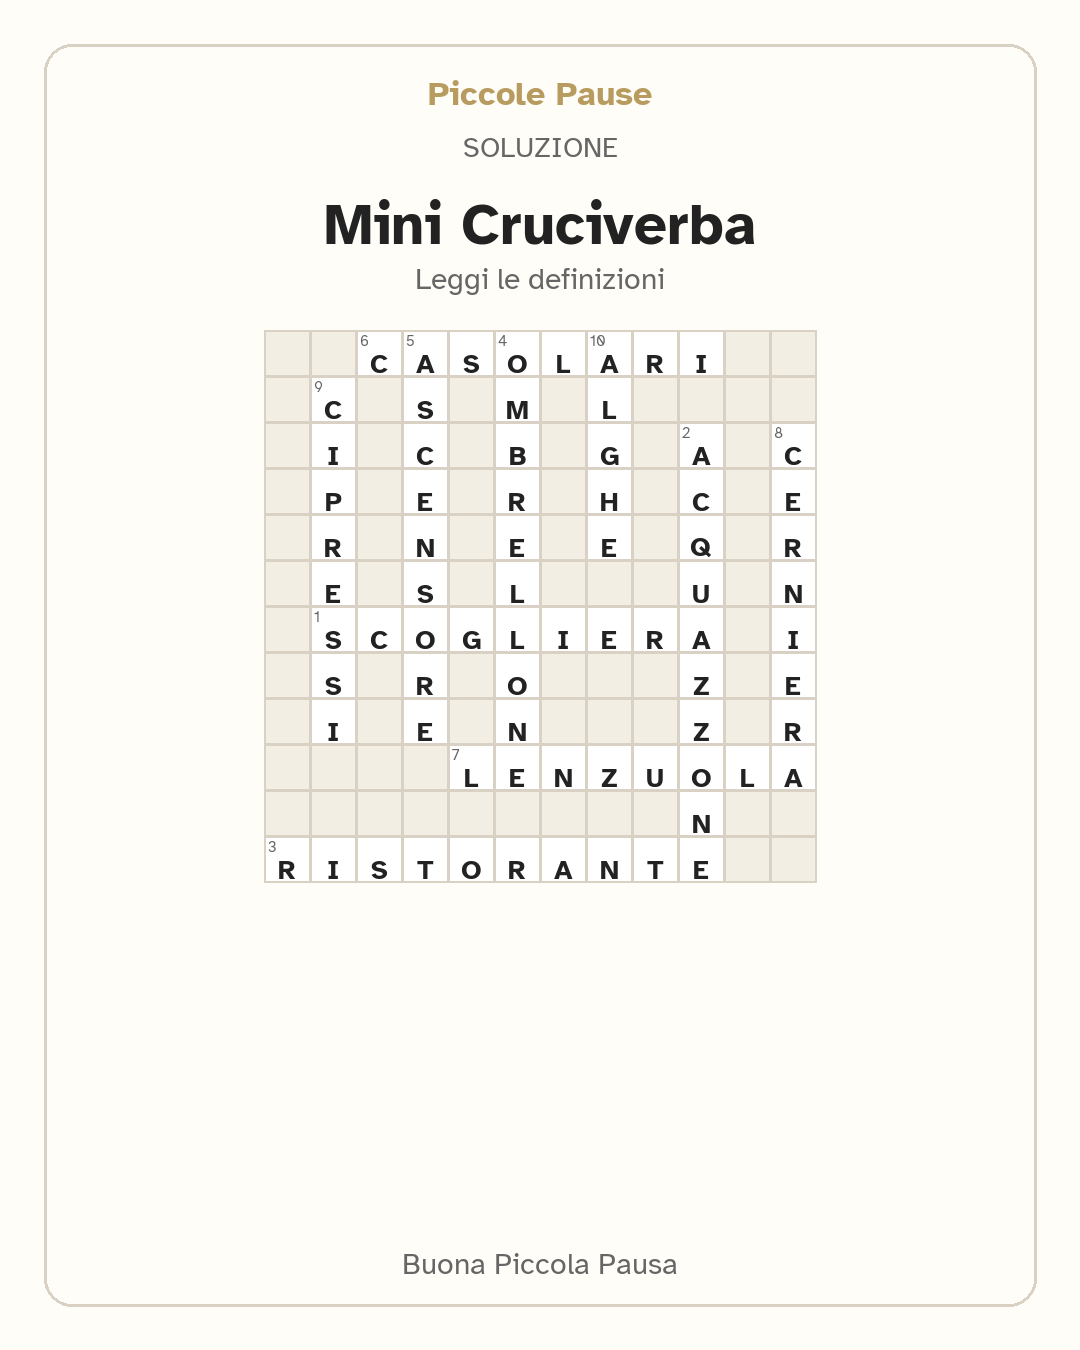 Piccole Pause
SOLUZIONE
Mini Cruciverba
Leggi le definizioni
6 C 5 A S 4 O L 10 A R I
9 C S M L
I C B G 2 A 8 C
P E R H C E
R N E E Q R
E S L U N
1 S C O G L I E R A I
S R O Z E
I E N Z R
7 L E N Z U O L A
N
3 R I S T O R A N T E
Buona Piccola Pausa